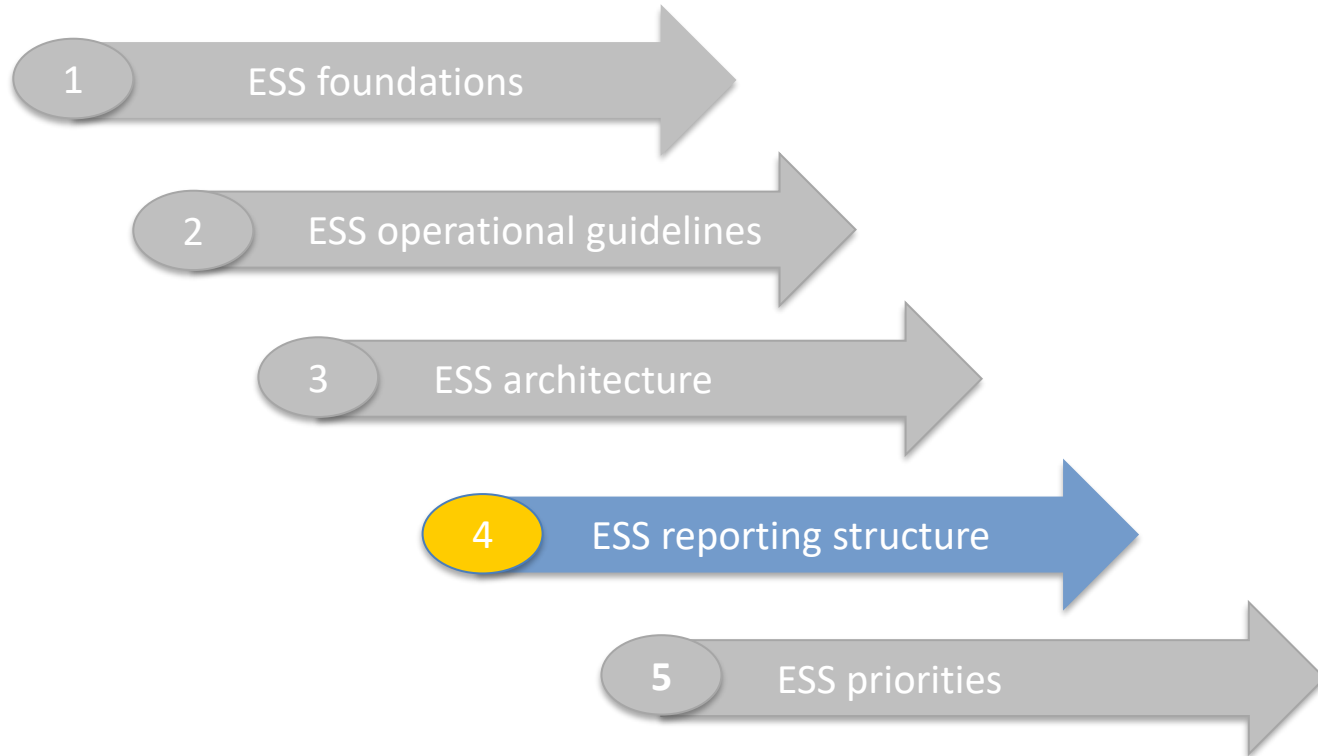 1 ESS foundations
2 ESS operational guidelines
3 ESS architecture
4 ESS reporting structure
5 ESS priorities